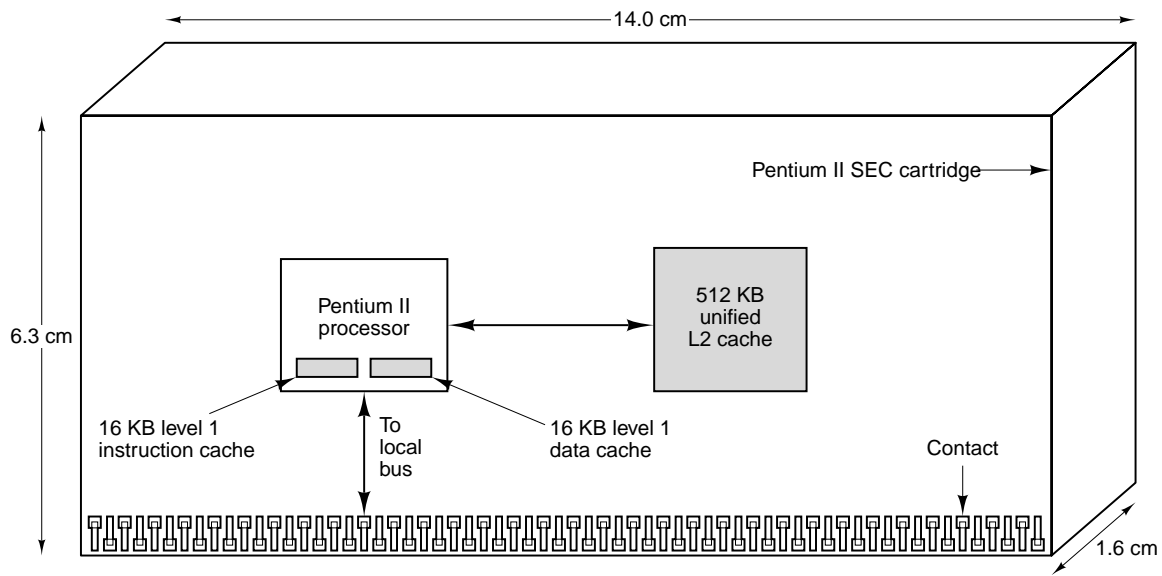 14.0 cm
Pentium II SEC cartridge
Pentium II
processor
512 KB
unified
L2 cache
6.3 cm
16 KB level 1
instruction cache
To
local
bus
16 KB level 1
data cache
Contact
1.6 cm